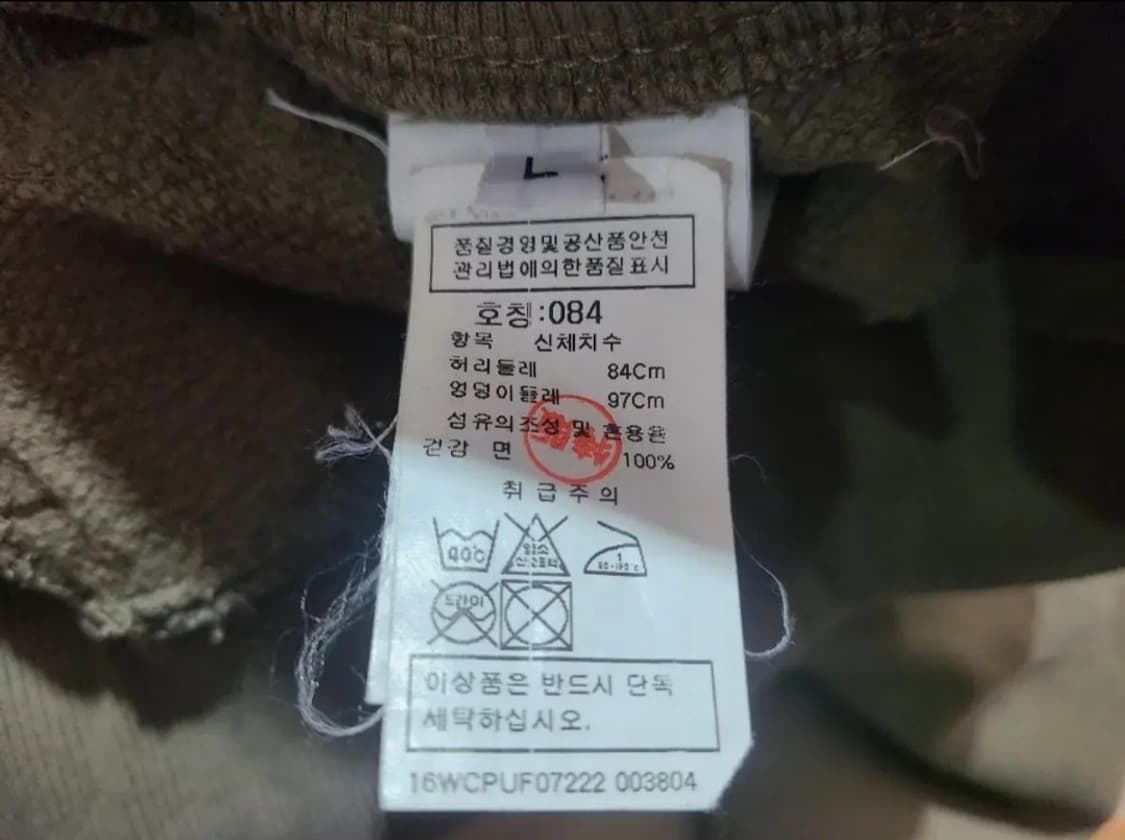 L
품질경영및공산품안전
관리법에의한품질표시
호칭:084
항목 신체치수
허리둘레 84Cm
엉덩이둘레 97Cm
섬유의조성 및 혼용율
겉감 면 100%
취급주의
40℃ 염소
드라이
이상품은 반드시 단독
세탁하십시오.
16WCPUF07222 003804